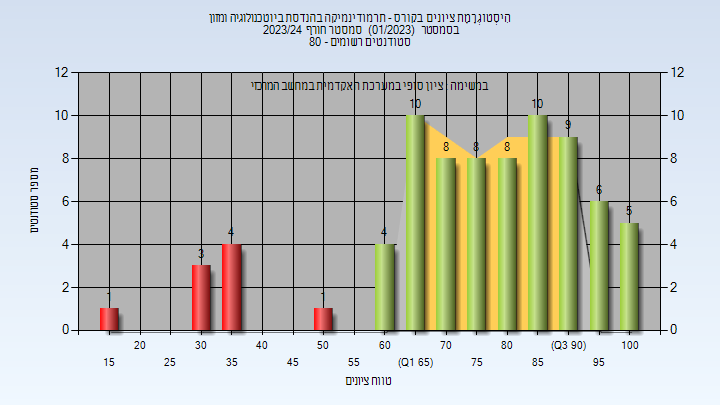 היסטוגרמת ציונים בקורס - תרמודינמיקה בהנדסת ביוטכנולוגיה ומזון
בסמסטר (01/2023) סמסטר חורף 2023/24
סטודנטים רשומים - 80
במשימה: ציון סופי במערכת האקדמית במחשב המרכזי
מספר סטודנטים
12 12
10 10
8 8
6 6
4 4
2 2
0 0
1 3 4 1 4 10 8 8 8 10 9 6 5
20 30 40 50 60 70 80 (Q3 90) 100
15 25 35 45 55 (Q1 65) 75 85 95
טווח ציונים